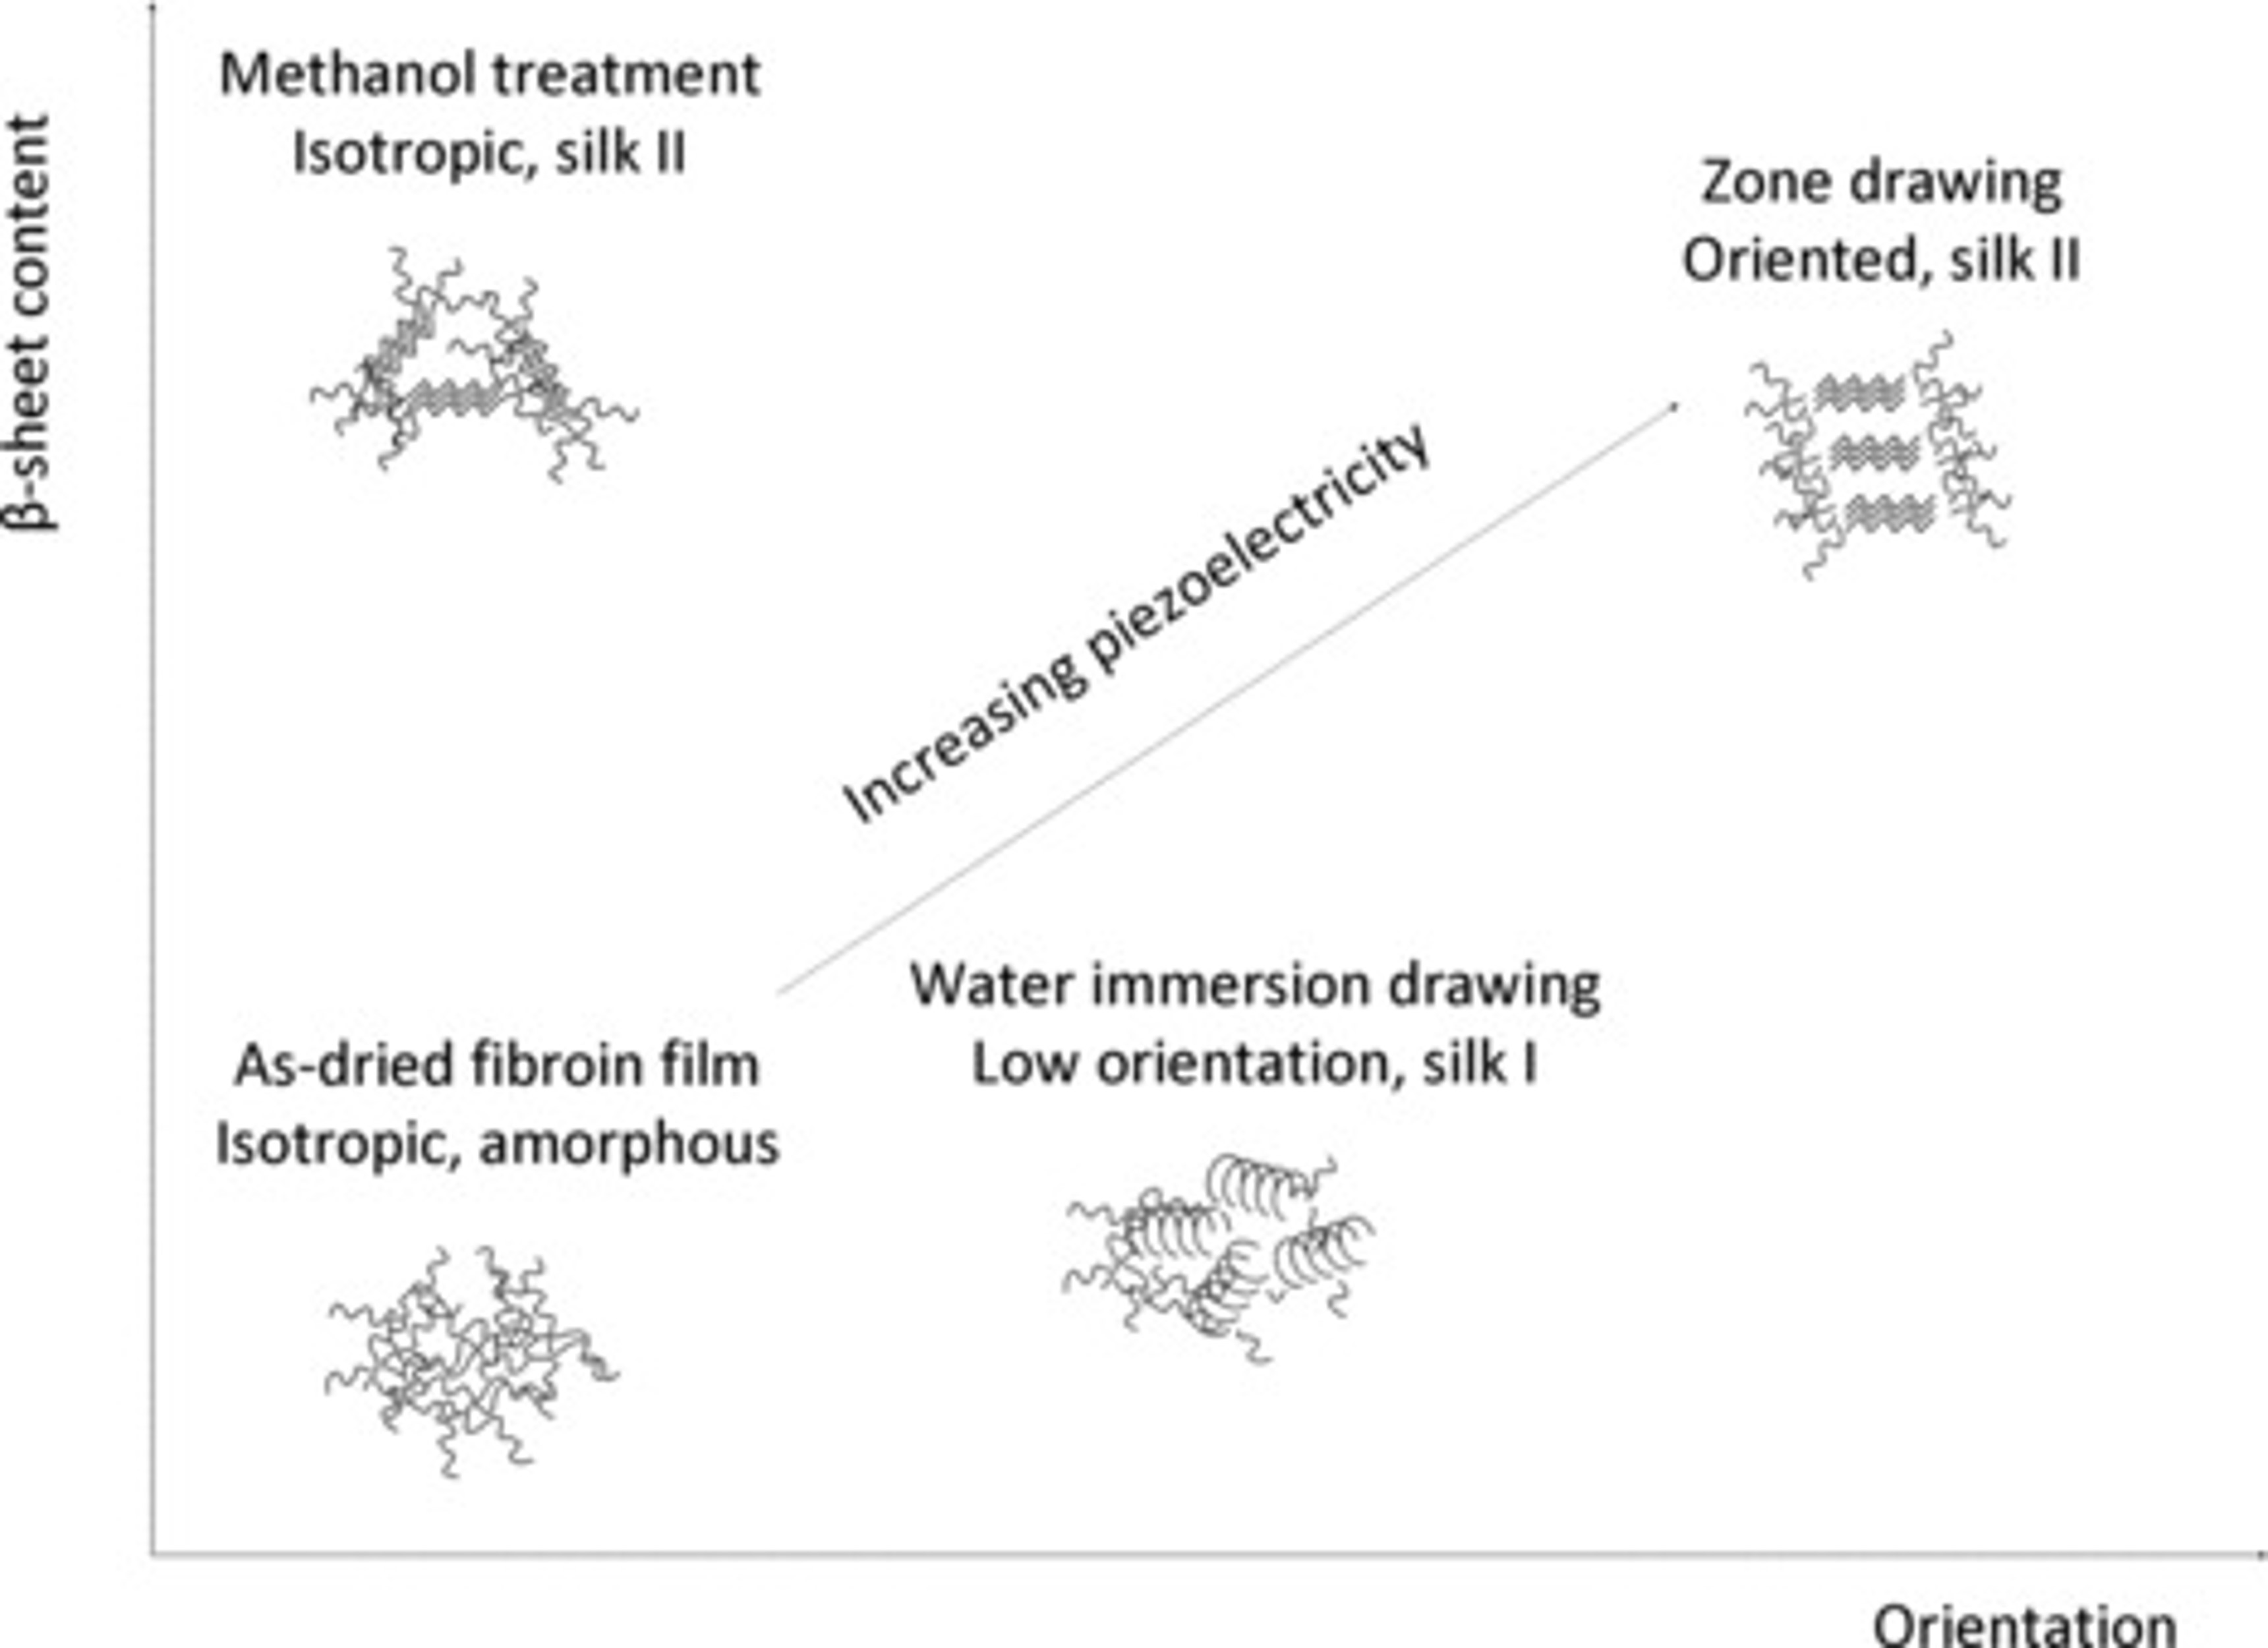 Methanol treatment
Isotropic, silk II
Zone drawing
Oriented, silk II
β-sheet content
Increasing piezoelectricity
Water immersion drawing
Low orientation, silk I
As-dried fibroin film
Isotropic, amorphous
Orientation